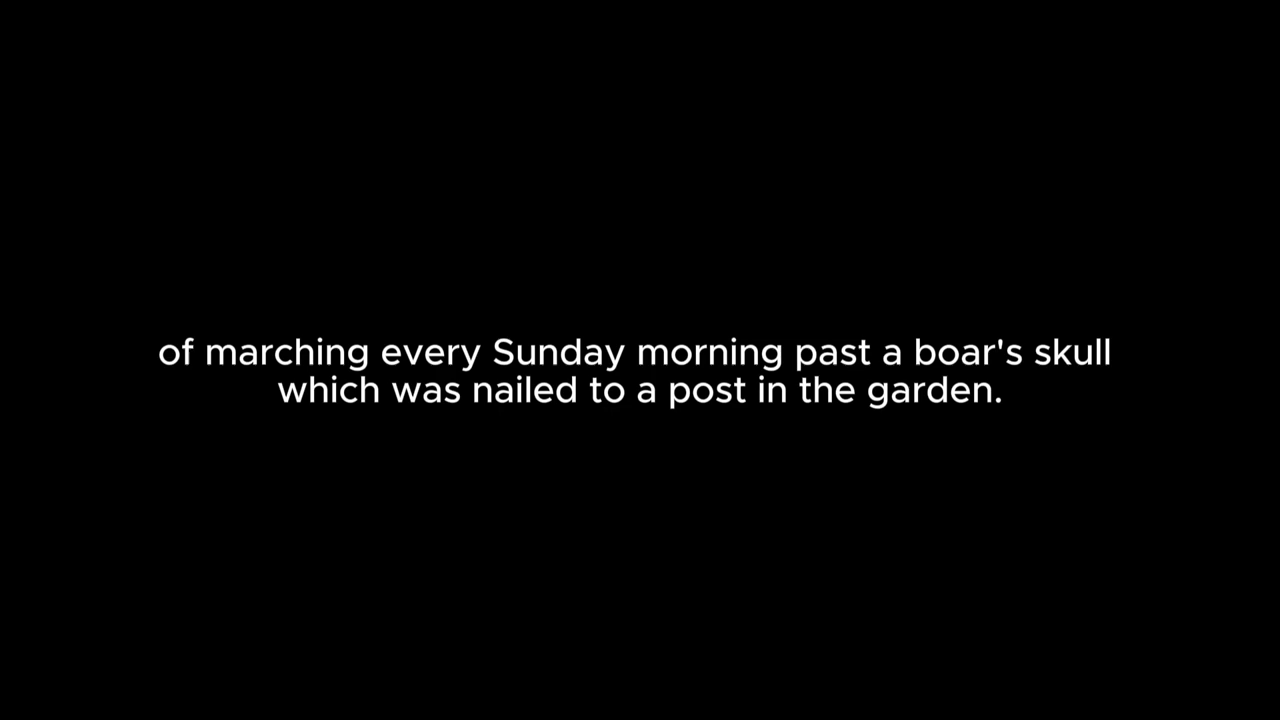 of marching every Sunday morning past a boar's skull
which was nailed to a post in the garden.